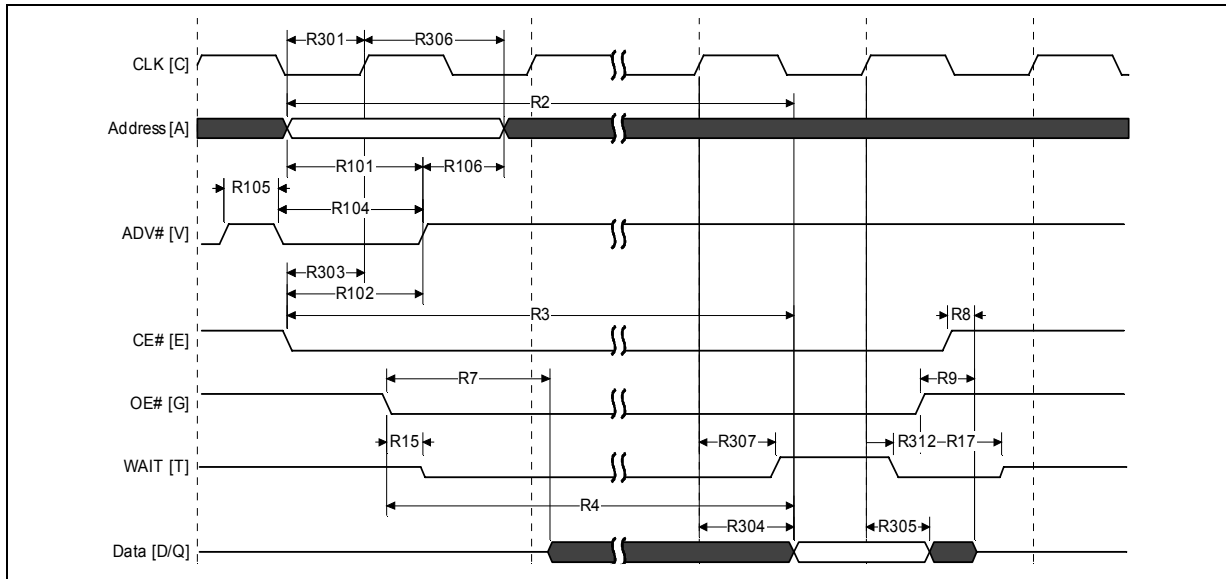 R301 R306
CLK [C]
R2
Address [A]
R101 R106
R105
R104
ADV# [V]
R303
R102
R3 R8
CE# [E]
R7 R9
OE# [G]
R15 R307 R312 R17
WAIT [T]
R4
R304 R305
Data [D/Q]